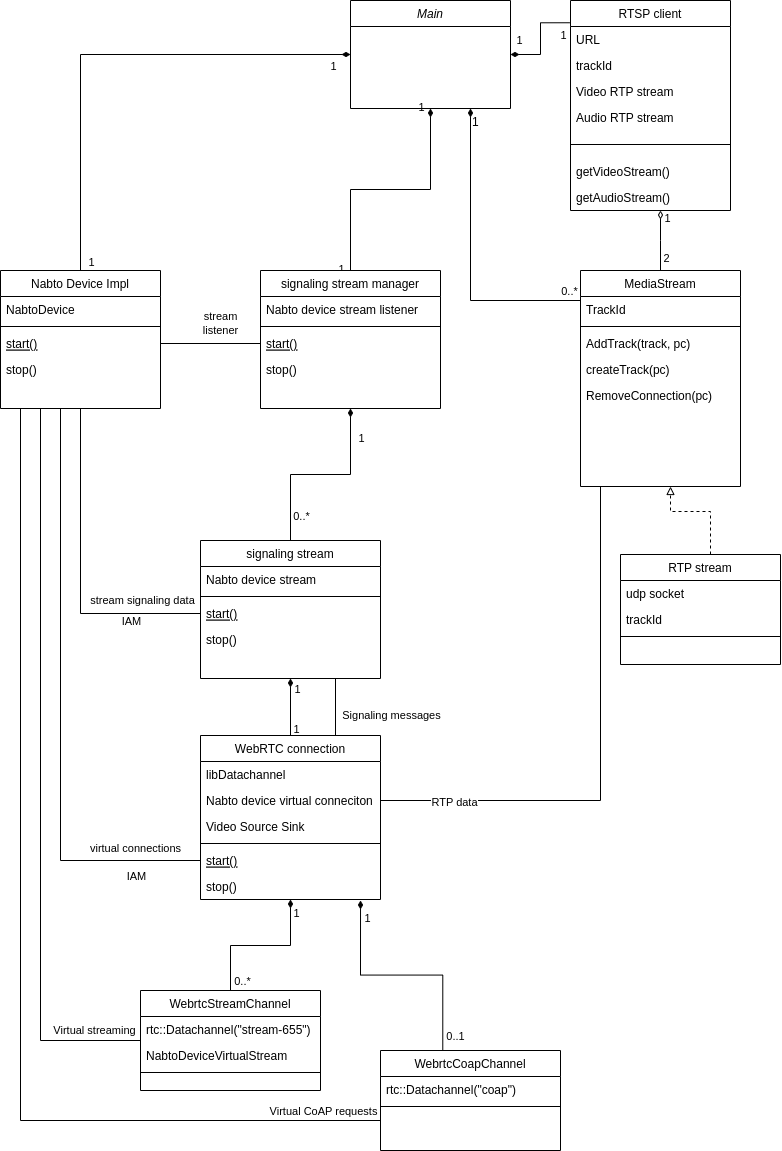 Main
RTSP client
URL
trackId
Video RTP stream
Audio RTP stream
getVideoStream()
getAudioStream()
1
1
1
1
1
1
2
1
1
0..*
Nabto Device Impl
NabtoDevice
start()
stop()
stream
listener
signaling stream manager
Nabto device stream listener
start()
stop()
MediaStream
TrackId
AddTrack(track, pc)
createTrack(pc)
RemoveConnection(pc)
1
0..*
signaling stream
Nabto device stream
start()
stop()
RTP stream
udp socket
trackId
stream signaling data
IAM
1
Signaling messages
1
WebRTC connection
libDatachannel
Nabto device virtual conneciton
Video Source Sink
start()
stop()
RTP data
virtual connections
IAM
1
1
0..*
WebrtcStreamChannel
rtc::Datachannel("stream-655")
NabtoDeviceVirtualStream
Virtual streaming
0..1
WebrtcCoapChannel
rtc::Datachannel("coap")
Virtual CoAP requests